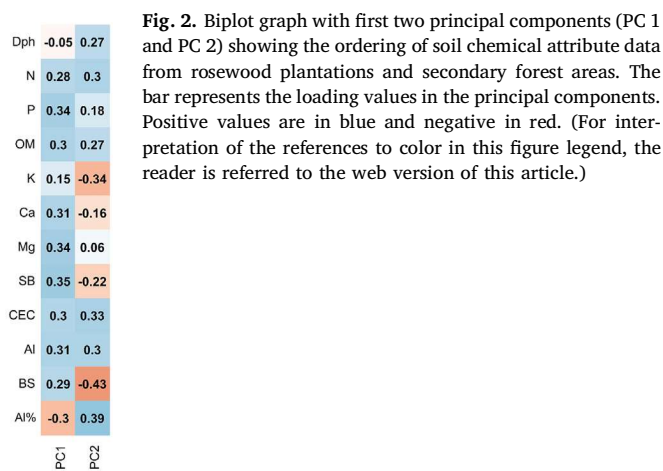 Dph -0.05 0.27
N 0.28 0.3
P 0.34 0.18
OM 0.3 0.27
K 0.15 -0.34
Ca 0.31 -0.16
Mg 0.34 0.06
SB 0.35 -0.22
CEC 0.3 0.33
Al 0.31 0.3
BS 0.29 -0.43
Al% -0.3 0.39
PC1 PC2
Fig. 2. Biplot graph with first two principal components (PC 1
and PC 2) showing the ordering of soil chemical attribute data
from rosewood plantations and secondary forest areas. The
bar represents the loading values in the principal components.
Positive values are in blue and negative in red. (For inter-
pretation of the references to color in this figure legend, the
reader is referred to the web version of this article.)